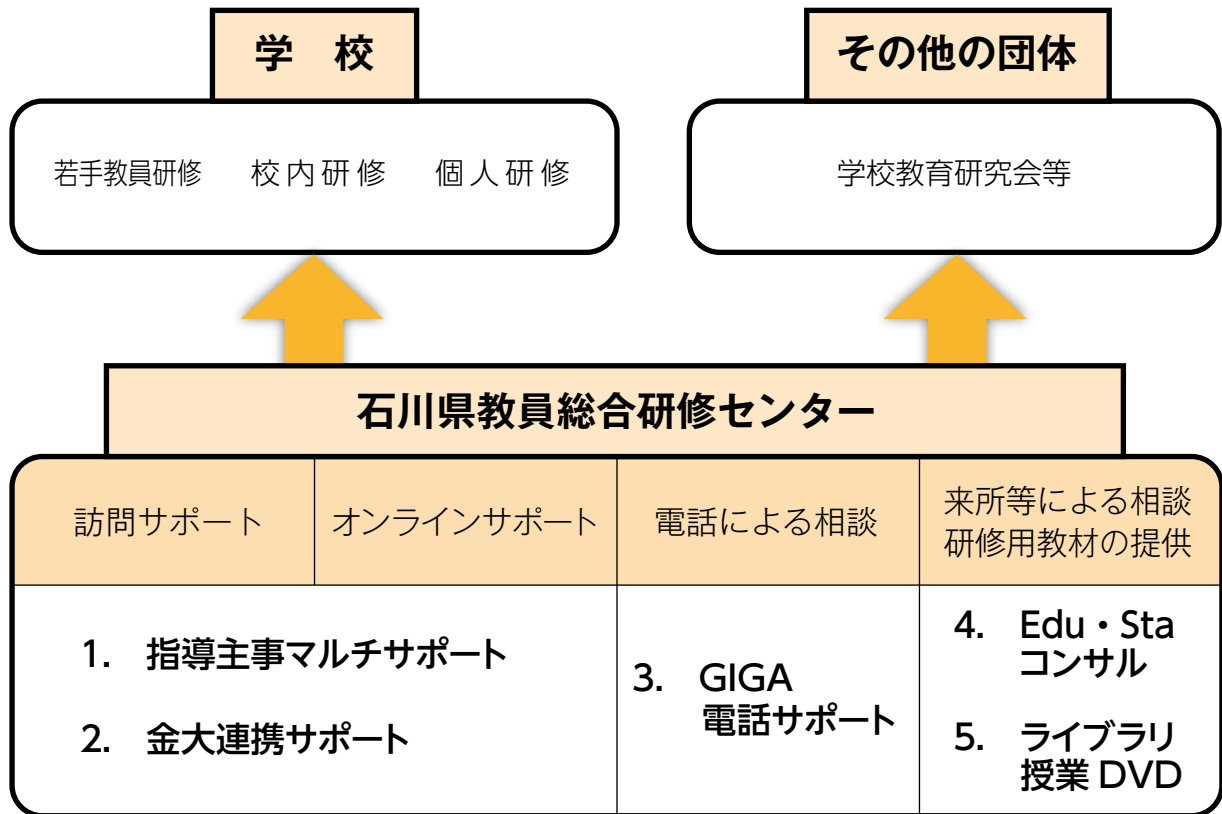 学 校
その他の団体
若手教員研修 校内研修 個人研修
学校教育研究会等
石川県教員総合研修センター
訪問サポート
オンラインサポート
電話による相談
来所等による相談
研修用教材の提供
1. 指導主事マルチサポート
2. 金大連携サポート
3. GIGA
電話サポート
4. Edu・Sta
コンサル
5. ライブラリ
授業 DVD